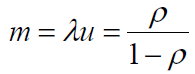 m = λu = ρ / (1 − ρ)